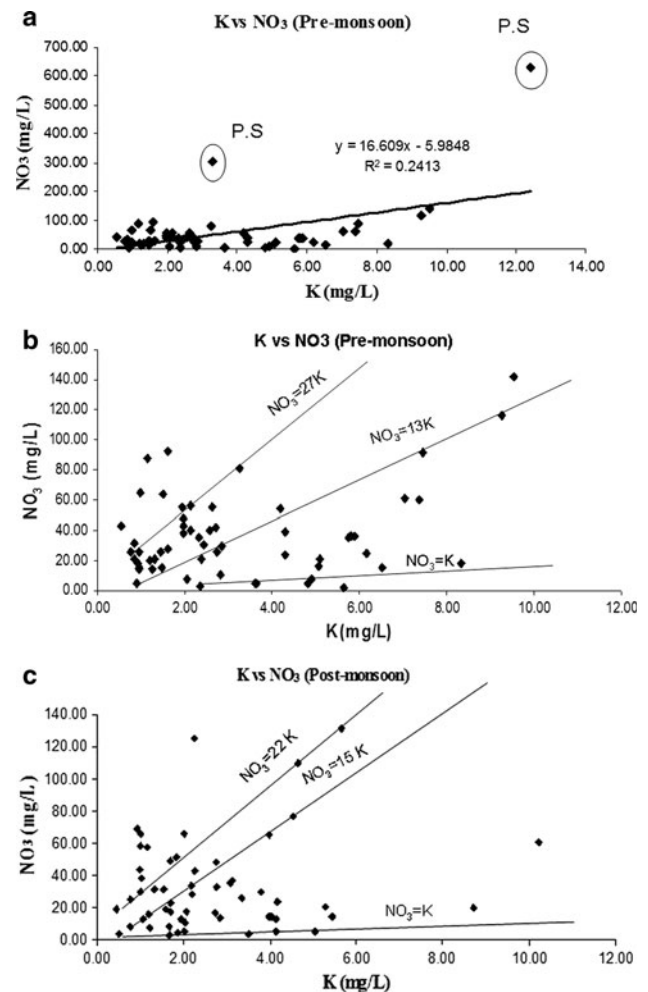 a
K vs NO3 (Pre-monsoon)
P.S
P.S
y = 16.609x - 5.9848
R² = 0.2413
NO3 (mg/L)
700.00
600.00
500.00
400.00
300.00
200.00
100.00
0.00
0.00 2.00 4.00 6.00 8.00 10.00 12.00 14.00
K (mg/L)
b
K vs NO3 (Pre-monsoon)
NO₃ (mg/L)
160.00
140.00
120.00
100.00
80.00
60.00
40.00
20.00
0.00
NO₃=27K
NO₃=13K
NO₃=K
0.00 2.00 4.00 6.00 8.00 10.00 12.00
K (mg/L)
c
K vs NO₃ (Post-monsoon)
NO₃ (mg/L)
140.00
120.00
100.00
80.00
60.00
40.00
20.00
0.00
NO₃=22 K
NO₃=15 K
NO₃=K
0.00 2.00 4.00 6.00 8.00 10.00 12.00
K (mg/L)